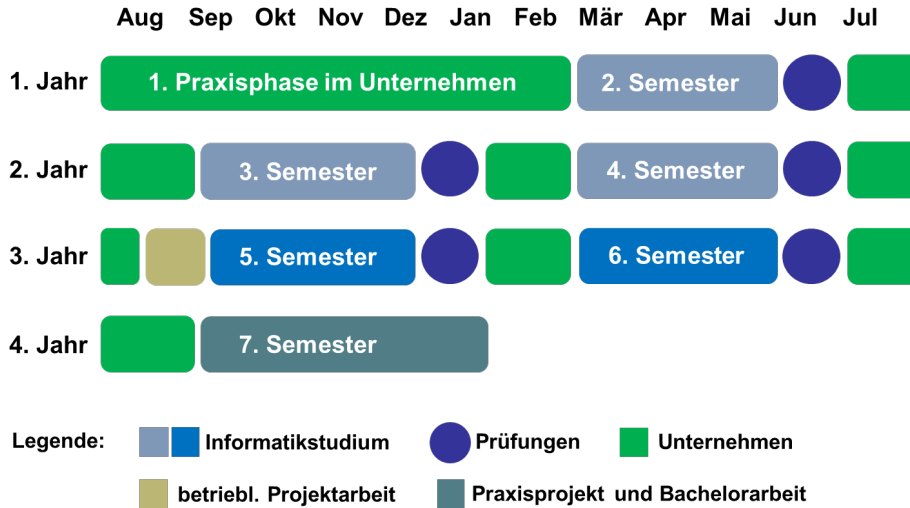 Aug Sep Okt Nov Dez Jan Feb Mär Apr Mai Jun Jul
1. Jahr 1. Praxisphase im Unternehmen 2. Semester
2. Jahr 3. Semester 4. Semester
3. Jahr 5. Semester 6. Semester
4. Jahr 7. Semester
Legende: Informatikstudium Prüfungen Unternehmen
betriebl. Projektarbeit Praxisprojekt und Bachelorarbeit